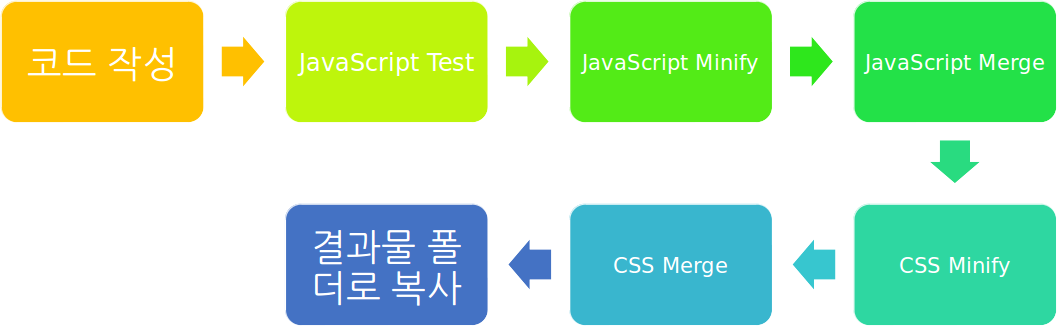 코드 작성
JavaScript Test
JavaScript Minify
JavaScript Merge
CSS Minify
CSS Merge
결과물 폴
더로 복사